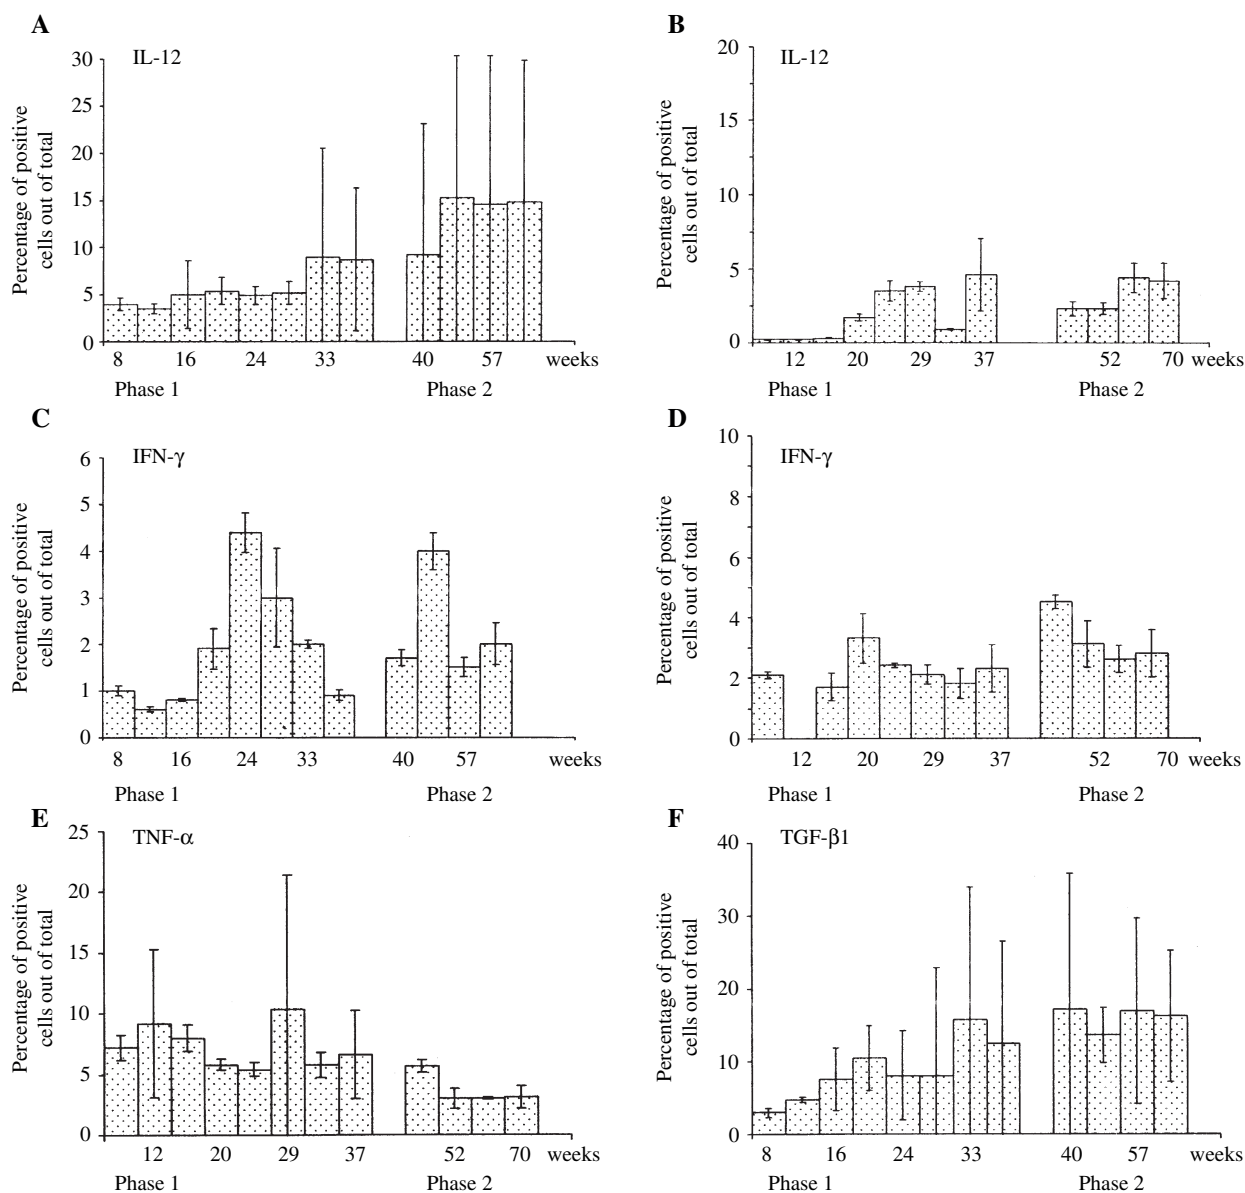 A
IL-12
Percentage of positive
cells out of total
30
25
20
15
10
5
0
8 16 24 33 40 57 weeks
Phase 1 Phase 2
B
IL-12
Percentage of positive
cells out of total
20
15
10
5
0
12 20 29 37 52 70 weeks
Phase 1 Phase 2
C
IFN-γ
Percentage of positive
cells out of total
6
5
4
3
2
1
0
8 16 24 33 40 57 weeks
Phase 1 Phase 2
D
IFN-γ
Percentage of positive
cells out of total
10
8
6
4
2
0
12 20 29 37 52 70 weeks
Phase 1 Phase 2
E
TNF-α
Percentage of positive
cells out of total
25
20
15
10
5
0
12 20 29 37 52 70 weeks
Phase 1 Phase 2
F
TGF-β1
Percentage of positive
cells out of total
40
30
20
10
0
8 16 24 33 40 57 weeks
Phase 1 Phase 2